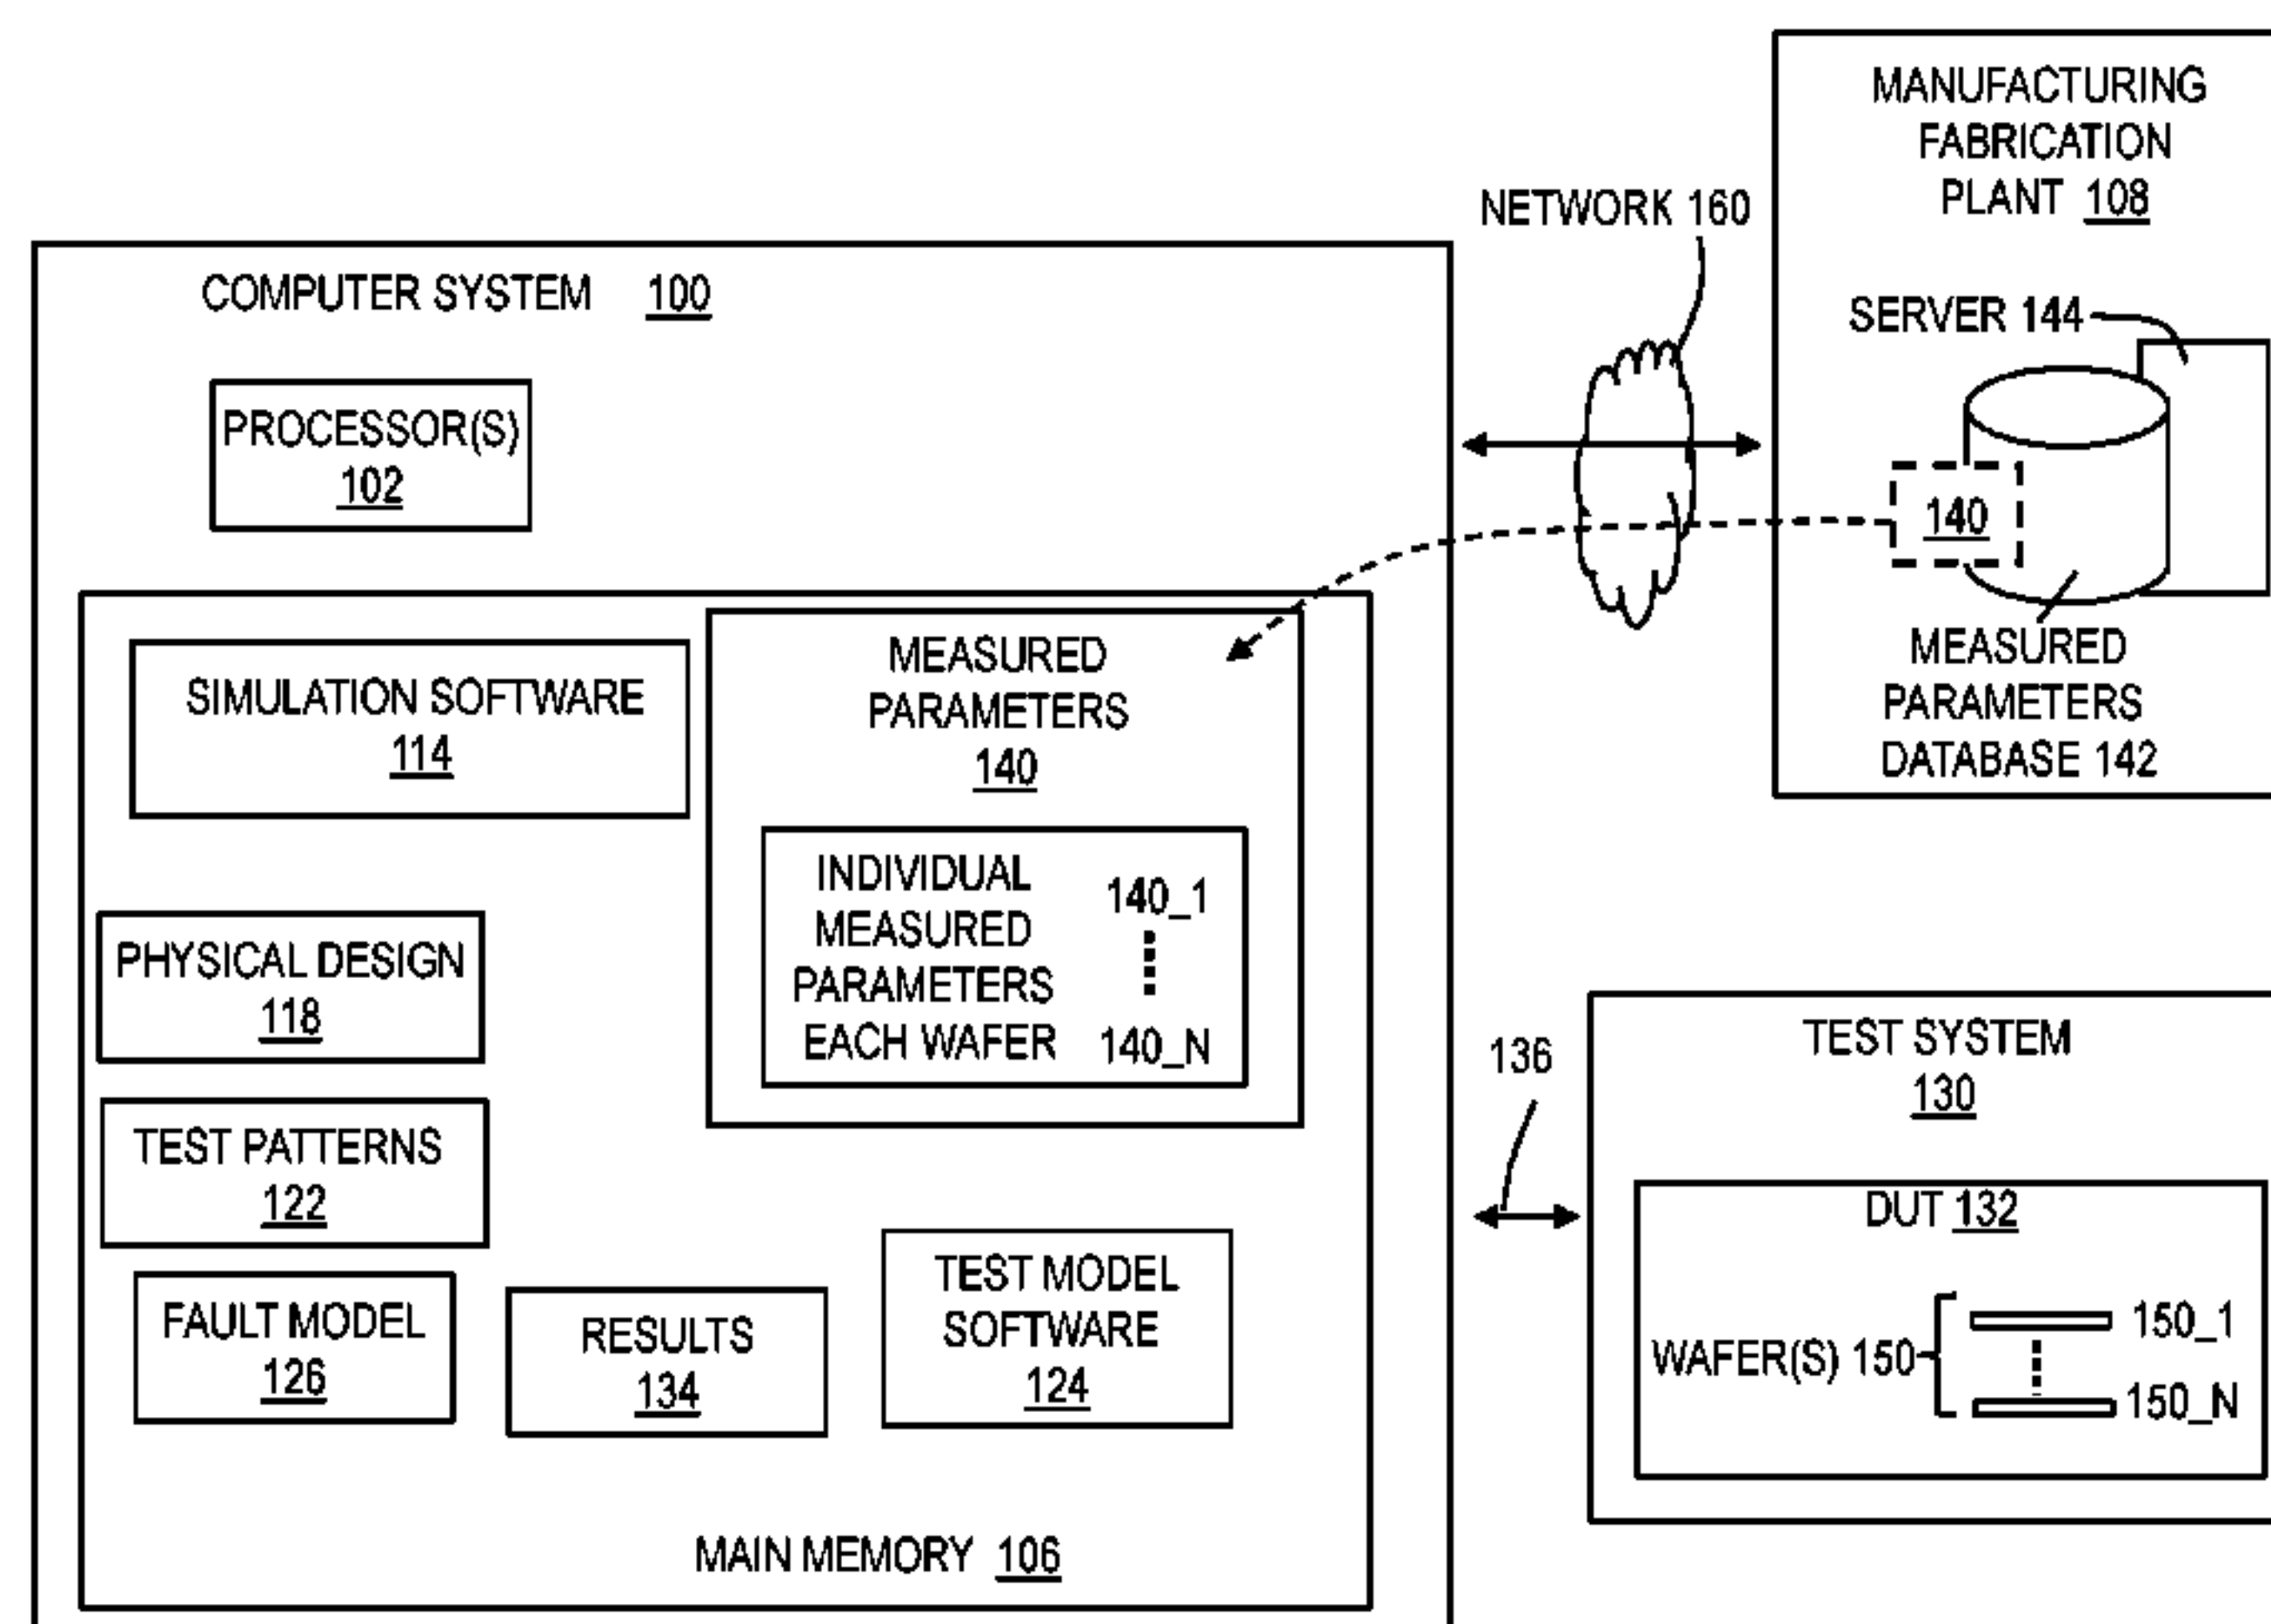 MANUFACTURING
FABRICATION
PLANT 108
NETWORK 160
SERVER 144
140
MEASURED
PARAMETERS
DATABASE 142
COMPUTER SYSTEM 100
PROCESSOR(S)
102
SIMULATION SOFTWARE
114
MEASURED
PARAMETERS
140
INDIVIDUAL
MEASURED
PARAMETERS
EACH WAFER
140_1
140_N
PHYSICAL DESIGN
118
TEST PATTERNS
122
FAULT MODEL
126
RESULTS
134
TEST MODEL
SOFTWARE
124
MAIN MEMORY 106
136
TEST SYSTEM
130
DUT 132
WAFER(S) 150
150_1
150_N